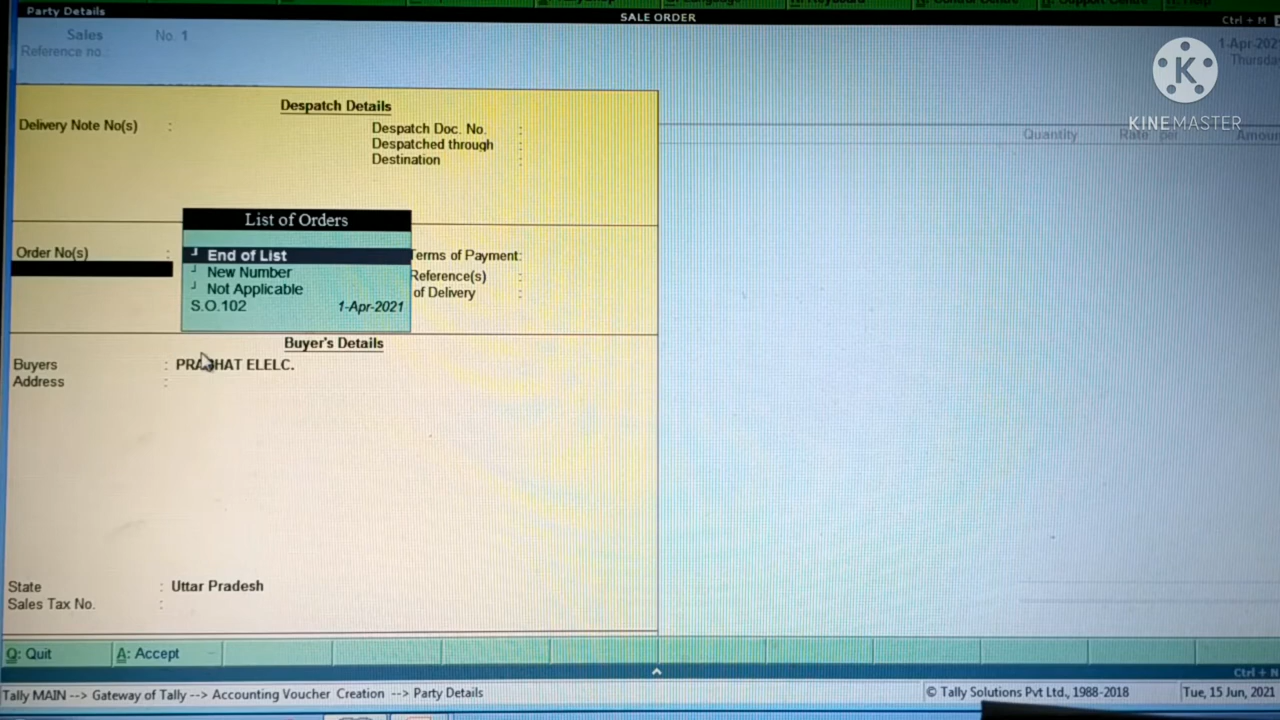 Party Details
SALE ORDER
Ctrl + M
Sales No. 1
1-Apr-202
Reference no.:
Thursda
KINEMASTER
Despatch Details
Delivery Note No(s) :
Despatch Doc. No. :
Despatched through :
Destination :
Quantity Rate per Amoun
List of Orders
Order No(s) :
End of List
Terms of Payment:
New Number
Reference(s) :
Not Applicable
of Delivery :
S.O.102 1-Apr-2021
Buyer's Details
Buyers : PRABHAT ELELC.
Address :
State : Uttar Pradesh
Sales Tax No. :
Q: Quit A: Accept
Ctrl + N
Tally MAIN --> Gateway of Tally --> Accounting Voucher Creation --> Party Details
© Tally Solutions Pvt Ltd., 1988-2018
Tue, 15 Jun, 2021